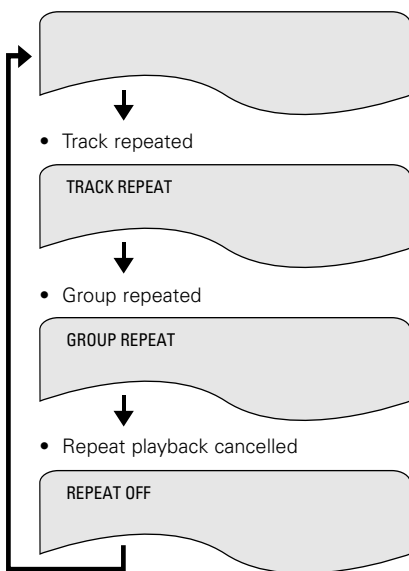 • Track repeated
TRACK REPEAT
• Group repeated
GROUP REPEAT
• Repeat playback cancelled
REPEAT OFF